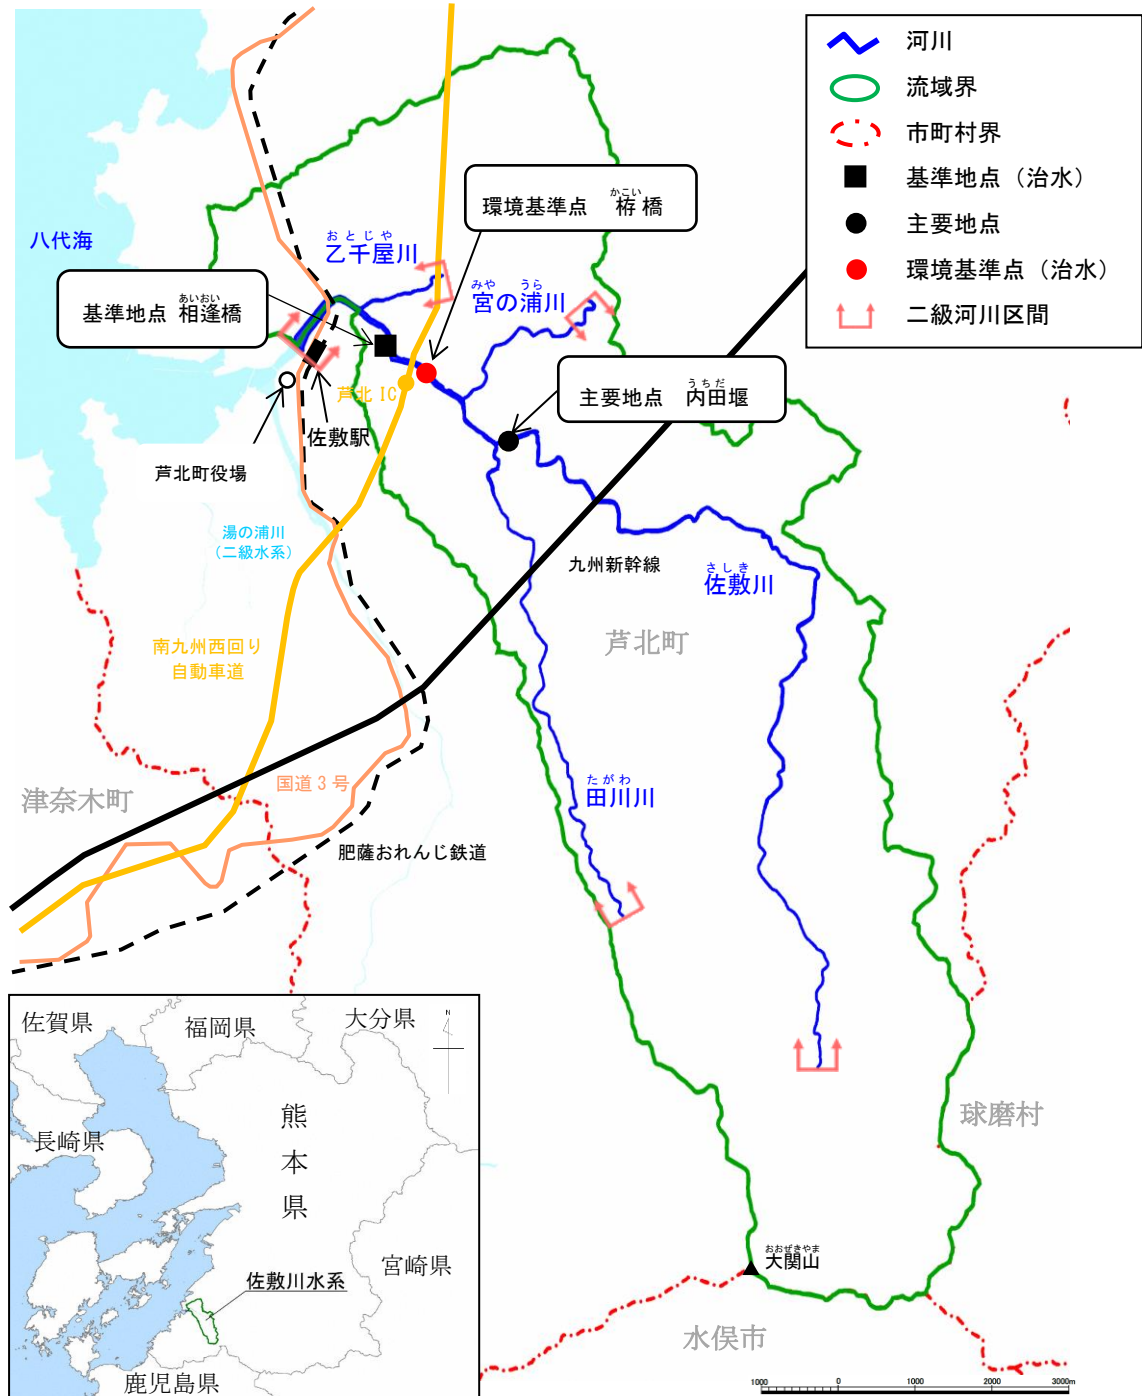 河川
流域界
市町村界
基準地点（治水）
主要地点
環境基準点（治水）
二級河川区間
かこい
環境基準点 栫橋
八代海
おとじや
乙千屋川
みや うら
宮の浦川
あいおい
基準地点 相逢橋
うちだ
主要地点 内田堰
芦北 IC
佐敷駅
芦北町役場
湯の浦川
（二級水系）
九州新幹線
さしき
佐敷川
芦北町
南九州西回り
自動車道
たがわ
田川川
国道 3 号
津奈木町
肥薩おれんじ鉄道
球磨村
おおぜきやま
大関山
水俣市
1000 0 1000 2000 3000m
佐賀県
福岡県
大分県
N
長崎県
熊本県
宮崎県
佐敷川水系
鹿児島県